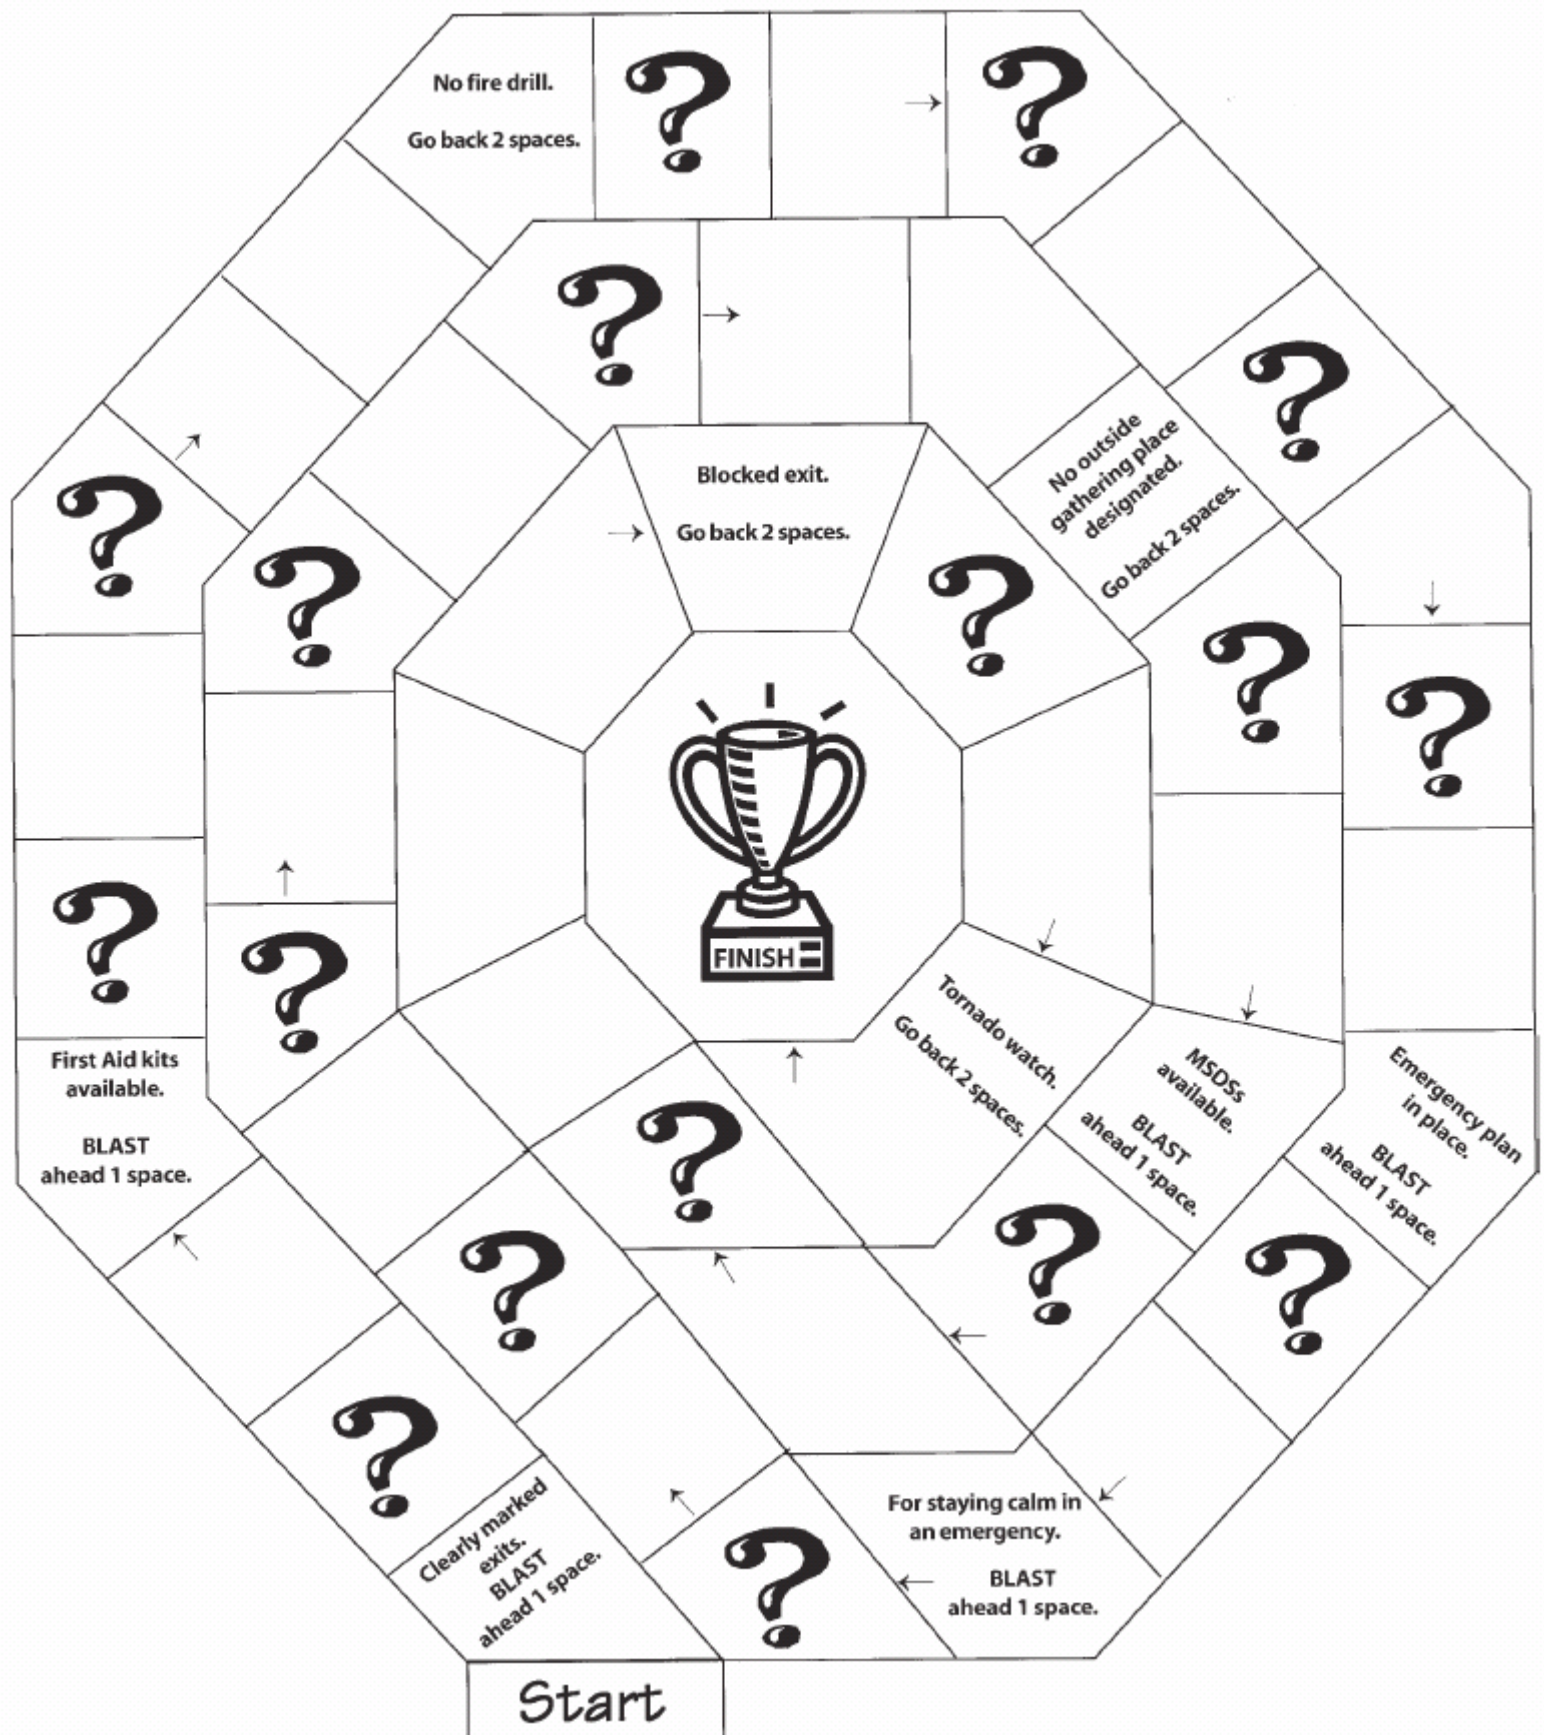 No fire drill.
Go back 2 spaces.
?
?
?
No outside
gathering place
designated.
Go back 2 spaces.
?
Blocked exit.
Go back 2 spaces.
?
?
?
?
?
?
FINISH
?
?
First Aid kits
available.
BLAST
ahead 1 space.
Tornado watch.
Go back 2 spaces.
MSDSs
available.
BLAST
ahead 1 space.
Emergency plan
in place.
BLAST
ahead 1 space.
?
?
?
?
?
Clearly marked
exits.
BLAST
ahead 1 space.
?
For staying calm in
an emergency.
BLAST
ahead 1 space.
Start